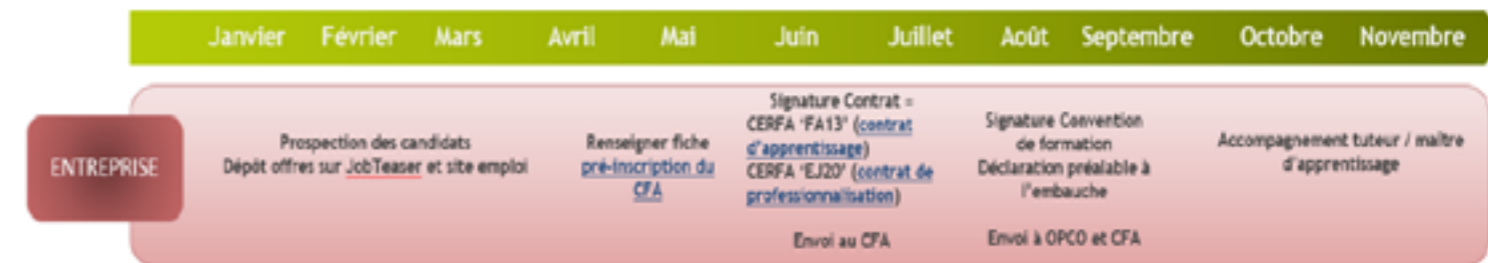 Janvier Février Mars Avril Mai Juin Juillet Août Septembre Octobre Novembre
ENTREPRISE
Prospection des candidats
Dépôt offres sur JobTeaser et site emploi
Renseigner fiche
pré-inscription du
CFA
Signature Contrat =
CERFA 'FA13' (contrat
d'apprentissage)
CERFA 'EJ20' (contrat de
professionnalisation)
Envoi au CFA
Signature Convention
de formation
Déclaration préalable à
l'embauche
Envoi à OPCO et CFA
Accompagnement tuteur / maître
d'apprentissage